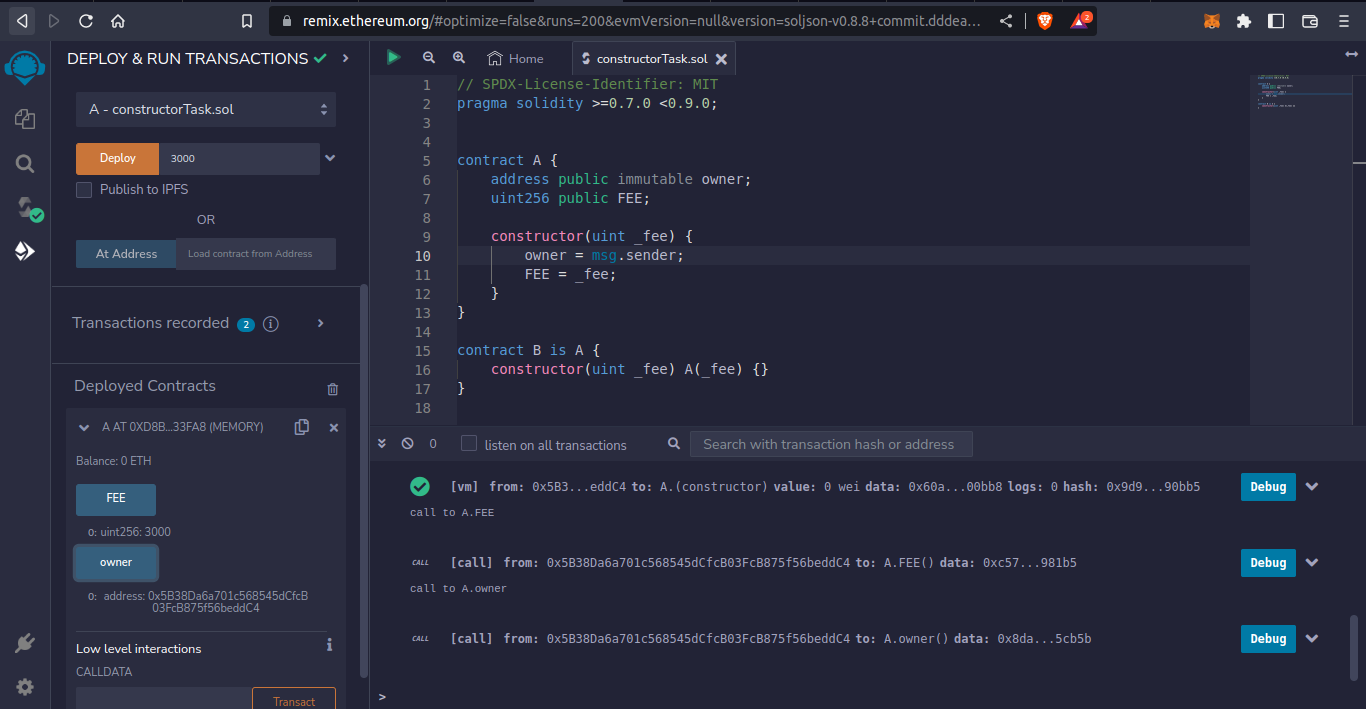 remix.ethereum.org/#optimize=false&runs=200&evmVersion=null&version=soljson-v0.8.8+commit.dddea...
2
DEPLOY & RUN TRANSACTIONS
A - constructorTask.sol
Deploy 3000
Publish to IPFS
OR
At Address Load contract from Address
Transactions recorded 2 i
Deployed Contracts
A AT 0XD8B...33FA8 (MEMORY)
Balance: 0 ETH
FEE
0: uint256: 3000
owner
0: address: 0x5B38Da6a701c568545dCfcB
03FcB875f56beddC4
Low level interactions i
CALLDATA
Transact
Home constructorTask.sol
1 // SPDX-License-Identifier: MIT
2 pragma solidity >=0.7.0 <0.9.0;
3
4
5 contract A {
6 address public immutable owner;
7 uint256 public FEE;
8
9 constructor(uint _fee) {
10 owner = msg.sender;
11 FEE = _fee;
12 }
13 }
14
15 contract B is A {
16 constructor(uint _fee) A(_fee) {}
17 }
18
0 listen on all transactions Search with transaction hash or address
[vm] from: 0x5B3...eddC4 to: A.(constructor) value: 0 wei data: 0x60a...00bb8 logs: 0 hash: 0x9d9...90bb5 Debug
call to A.FEE
CALL [call] from: 0x5B38Da6a701c568545dCfcB03FcB875f56beddC4 to: A.FEE() data: 0xc57...981b5 Debug
call to A.owner
CALL [call] from: 0x5B38Da6a701c568545dCfcB03FcB875f56beddC4 to: A.owner() data: 0x8da...5cb5b Debug
>